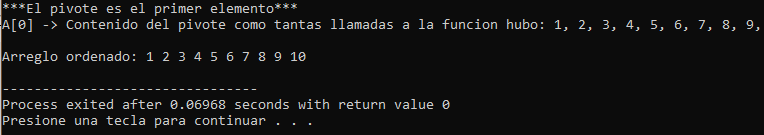 ***El pivote es el primer elemento***
A[0] -> Contenido del pivote como tantas llamadas a la funcion hubo: 1, 2, 3, 4, 5, 6, 7, 8, 9,
Arreglo ordenado: 1 2 3 4 5 6 7 8 9 10
--------------------------------
Process exited after 0.06968 seconds with return value 0
Presione una tecla para continuar . . .